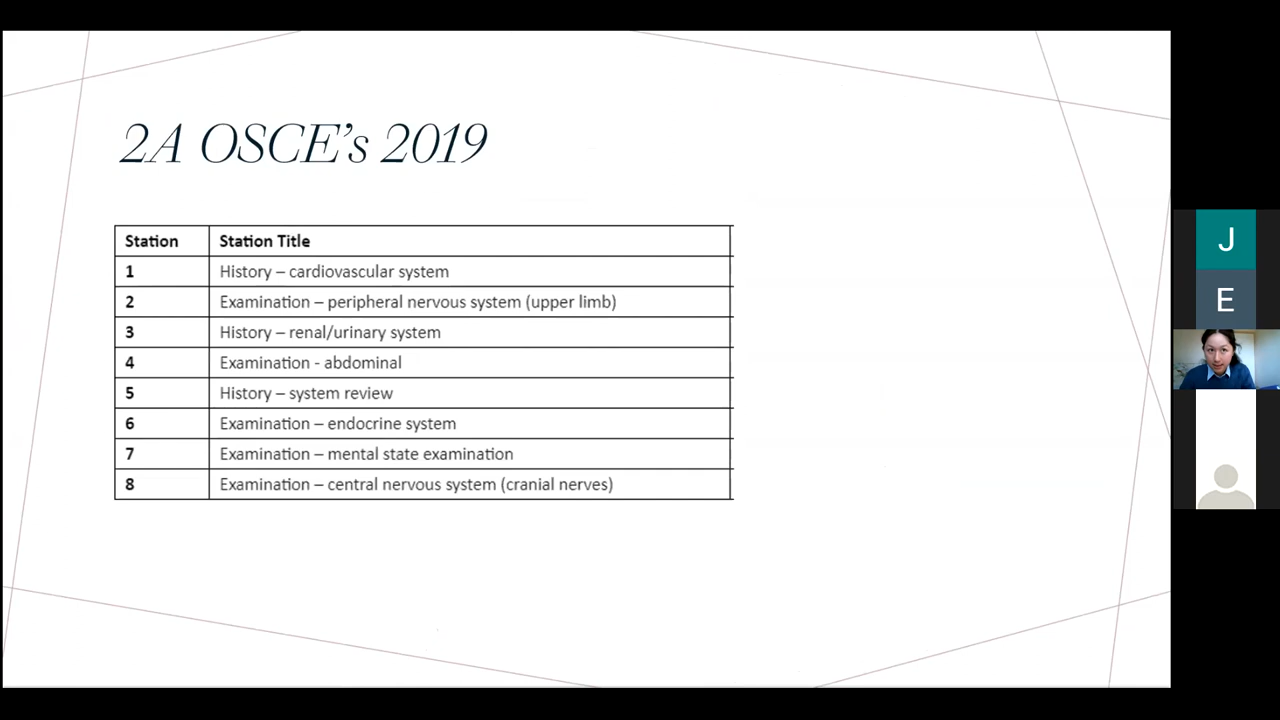 2A OSCE's 2019
Station Station Title
1 History – cardiovascular system
2 Examination – peripheral nervous system (upper limb)
3 History – renal/urinary system
4 Examination - abdominal
5 History – system review
6 Examination – endocrine system
7 Examination – mental state examination
8 Examination – central nervous system (cranial nerves)
J
E